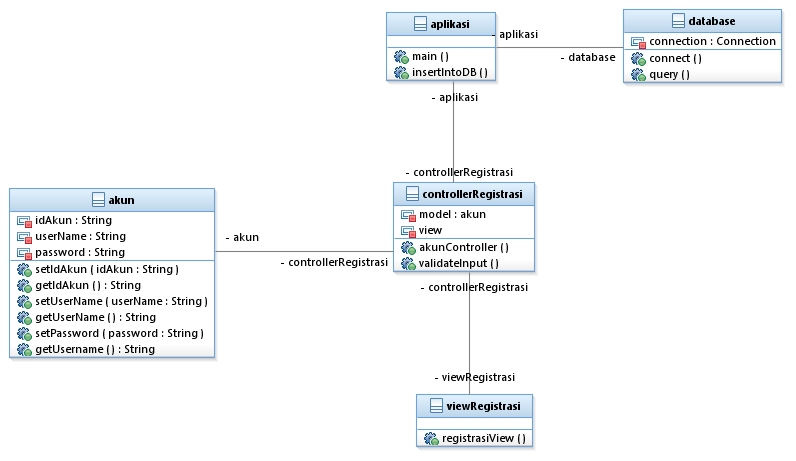 aplikasi
main ()
insertIntoDB ()
- aplikasi
- database
database
connection : Connection
connect ()
query ()
- aplikasi
- controllerRegistrasi
akun
idAkun : String
userName : String
password : String
setIdAkun ( idAkun : String )
getIdAkun () : String
setUserName ( userName : String )
getUserName () : String
setPassword ( password : String )
getUsername () : String
- akun
- controllerRegistrasi
controllerRegistrasi
model : akun
view
akunController ()
validateInput ()
- controllerRegistrasi
- viewRegistrasi
viewRegistrasi
registrasiView ()